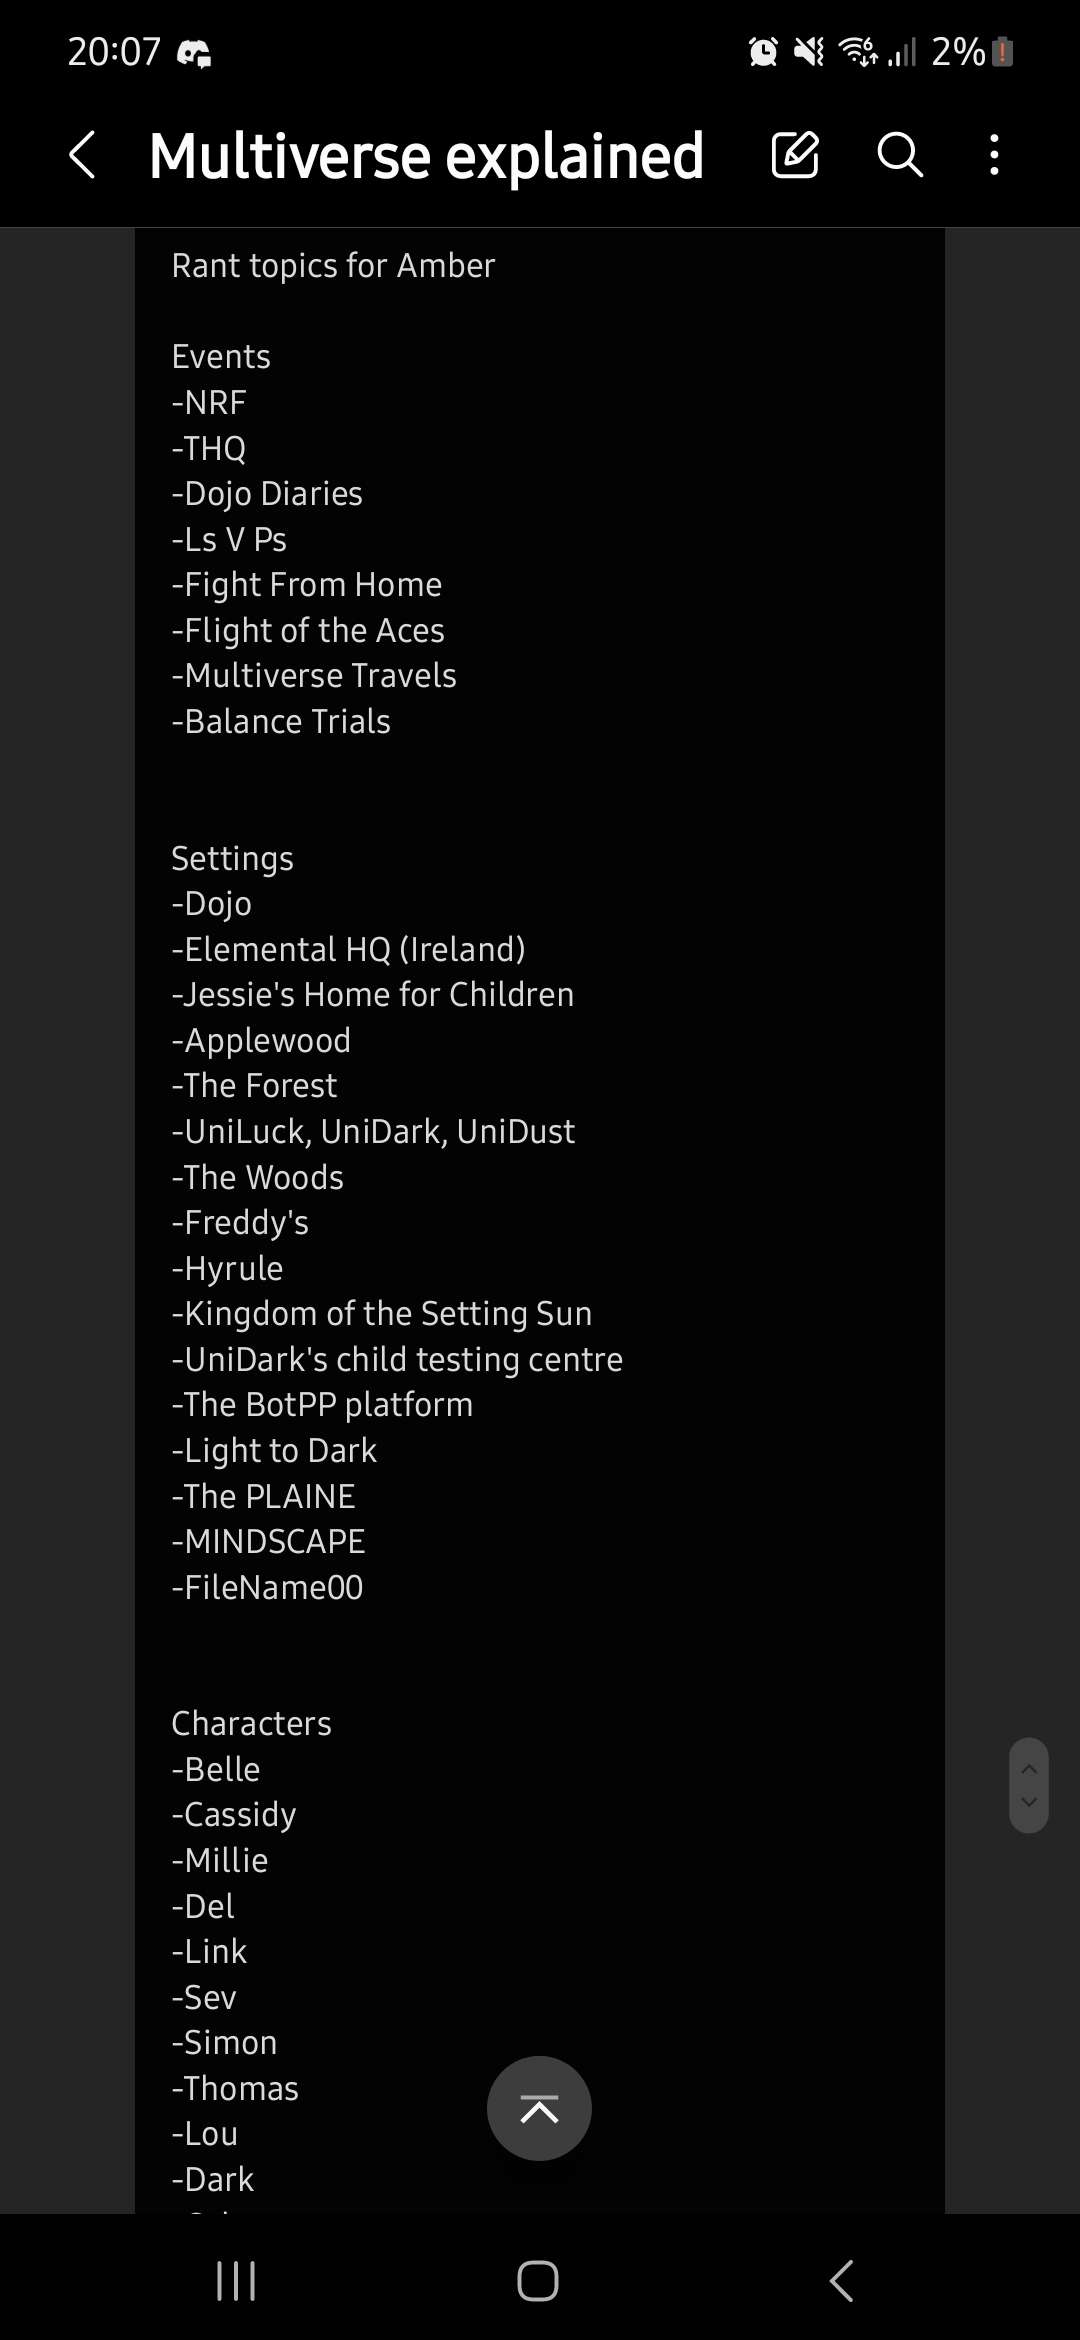 20:07
2%
Multiverse explained
Rant topics for Amber
Events
-NRF
-THQ
-Dojo Diaries
-Ls V Ps
-Fight From Home
-Flight of the Aces
-Multiverse Travels
-Balance Trials
Settings
-Dojo
-Elemental HQ (Ireland)
-Jessie's Home for Children
-Applewood
-The Forest
-UniLuck, UniDark, UniDust
-The Woods
-Freddy's
-Hyrule
-Kingdom of the Setting Sun
-UniDark's child testing centre
-The BotPP platform
-Light to Dark
-The PLAINE
-MINDSCAPE
-FileName00
Characters
-Belle
-Cassidy
-Millie
-Del
-Link
-Sev
-Simon
-Thomas
-Lou
-Dark